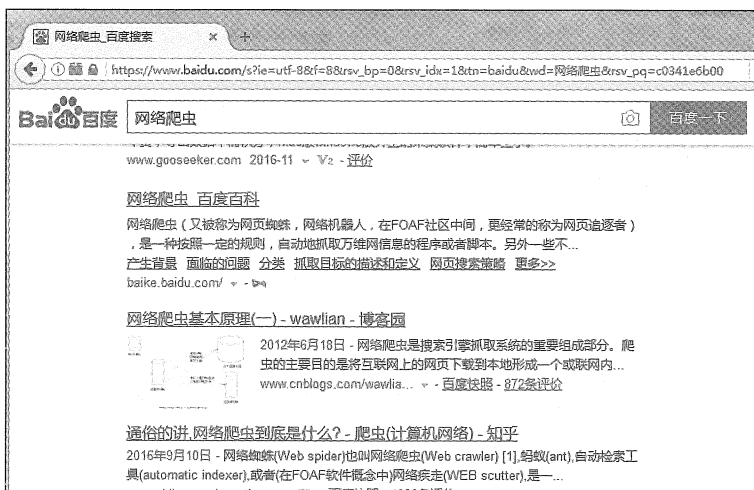 网络爬虫_百度搜索
https://www.baidu.com/s?ie=utf-8&f=8&rsv_bp=0&rsv_idx=1&tn=baidu&wd=网络爬虫&rsv_pq=c0341e6b00
Bai du 百度 网络爬虫 百度一下
www.gooseeker.com 2016-11 V2 - 评价
网络爬虫_百度百科
网络爬虫（又被称为网页蜘蛛，网络机器人，在FOAF社区中间，更经常的称为网页追逐者）
，是一种按照一定的规则，自动地抓取万维网信息的程序或者脚本。另外一些不...
产生背景 面临的问题 分类 抓取目标的描述和定义 网页搜索策略 更多>>
baike.baidu.com/
网络爬虫基本原理(一) - wawlian - 博客园
2012年6月18日 - 网络爬虫是搜索引擎抓取系统的重要组成部分。爬
虫的主要目的是将互联网上的网页下载到本地形成一个或联网内...
www.cnblogs.com/wawlia... - 百度快照 - 872条评价
通俗的讲,网络爬虫到底是什么? - 爬虫(计算机网络) - 知乎
2016年9月10日 - 网络蜘蛛(Web spider)也叫网络爬虫(Web crawler) [1],蚂蚁(ant),自动检索工
具(automatic indexer),或者(在FOAF软件概念中)网络疾走(WEB scutter),是一...